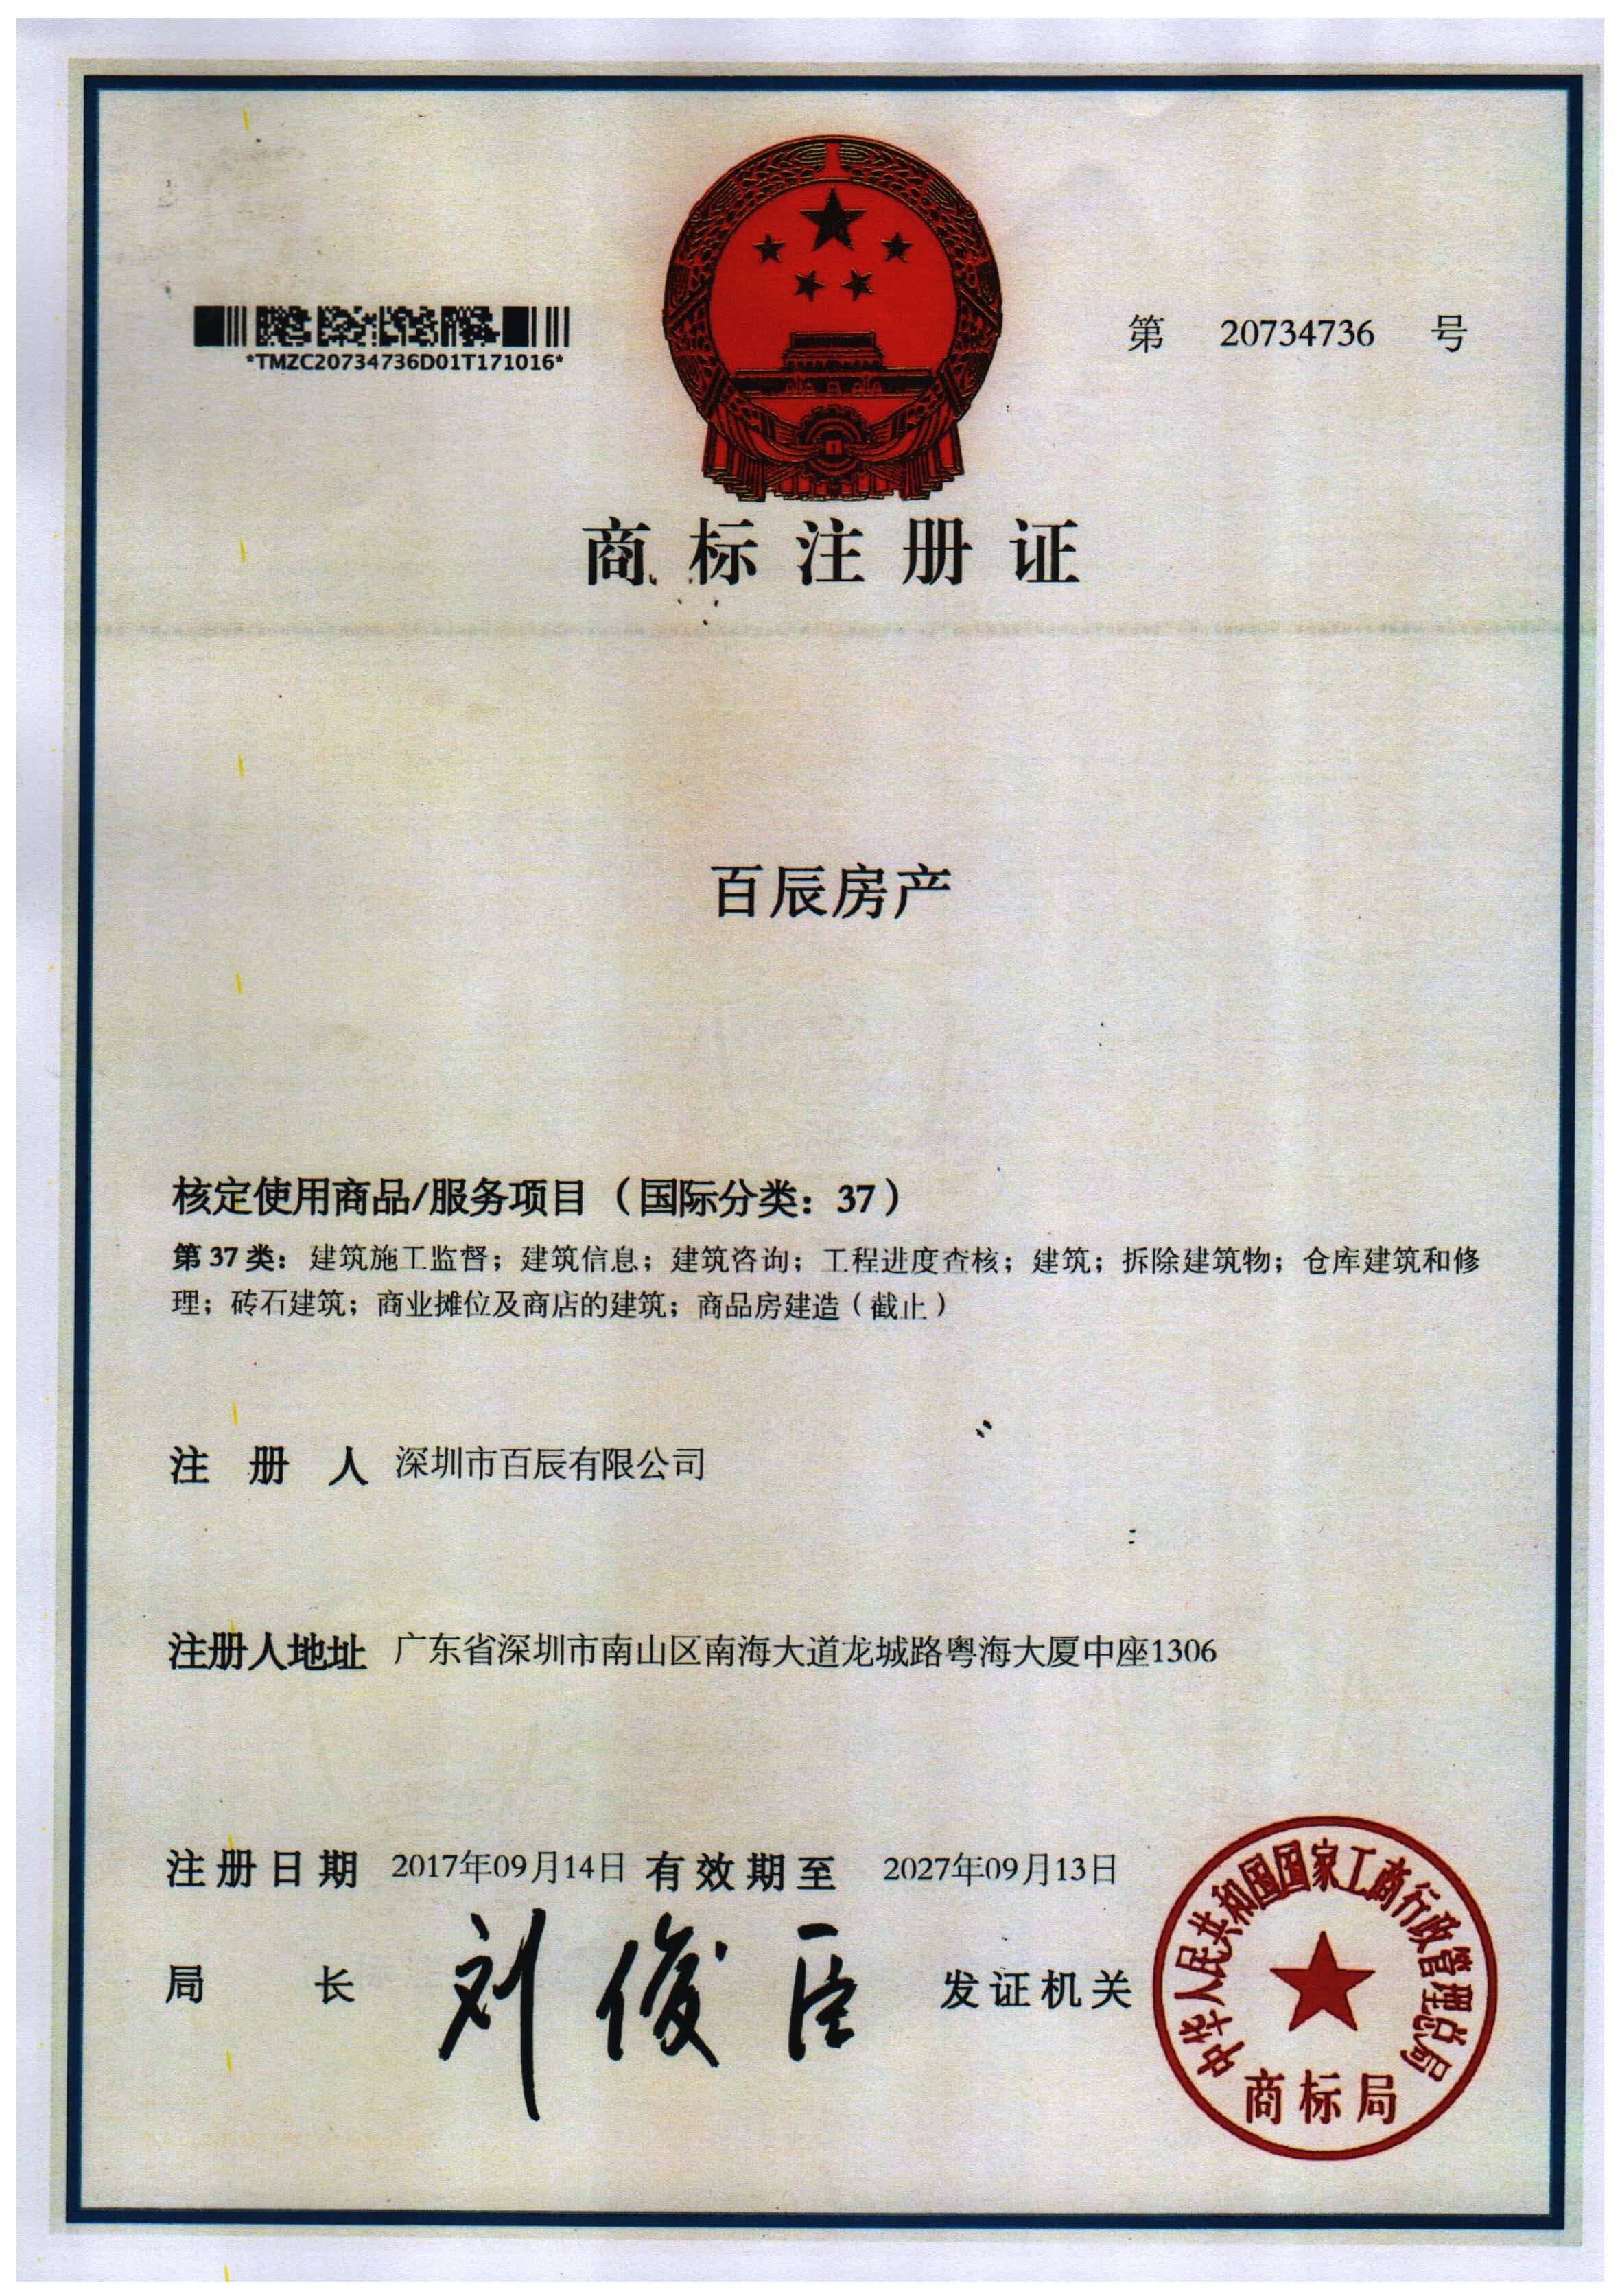 *TMZC20734736D01T171016*
第 20734736 号
商标注册证
百辰房产
核定使用商品/服务项目（国际分类：37）
第 37 类：建筑施工监督；建筑信息；建筑咨询；工程进度查核；建筑；拆除建筑物；仓库建筑和修
理；砖石建筑；商业摊位及商店的建筑；商品房建造（截止）
注册人 深圳市百辰有限公司
注册人地址 广东省深圳市南山区南海大道龙城路粤海大厦中座1306
注册日期 2017年09月14日 有效期至 2027年09月13日
局长 刘俊臣 发证机关
中华人民共和国国家工商行政管理总局
商标局